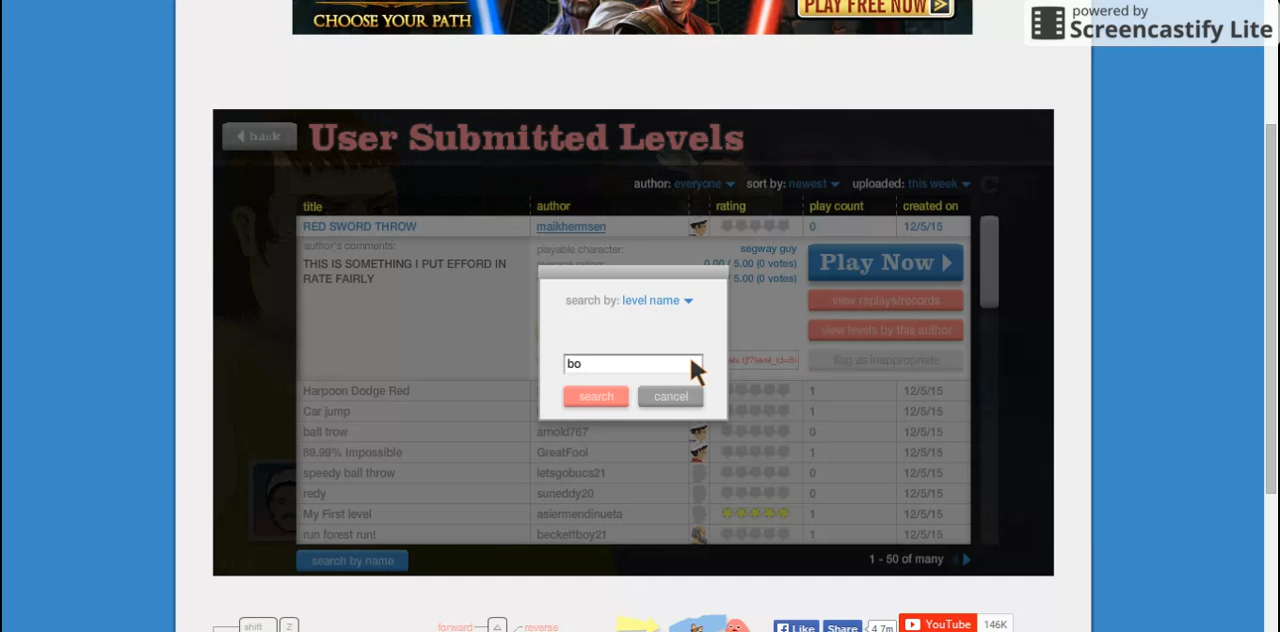 CHOOSE YOUR PATH
PLAY FREE NOW >
powered by
Screencastify Lite
back
User Submitted Levels
author: everyone sort by: newest uploaded: this week
title author rating play count created on
RED SWORD THROW maikhermsen 0 12/5/15
author's comments:
THIS IS SOMETHING I PUT EFFORD IN
RATE FAIRLY
playable character: segway guy
0.00 / 5.00 (0 votes)
/ 5.00 (0 votes)
Play Now
view replays/records
view levels by this author
flag as inappropriate
search by: level name
bo
search cancel
Harpoon Dodge Red 1 12/5/15
Car jump 1 12/5/15
ball trow arnold767 0 12/5/15
89.99% Impossible GreatFool 1 12/5/15
speedy ball throw letsgobucs21 0 12/5/15
redy suneddy20 0 12/5/15
My First level asiermendinueta 1 12/5/15
run forest run! beckettboy21 1 12/5/15
search by name 1 - 50 of many
shift Z forward reverse
Like Share 4.7m YouTube 146K